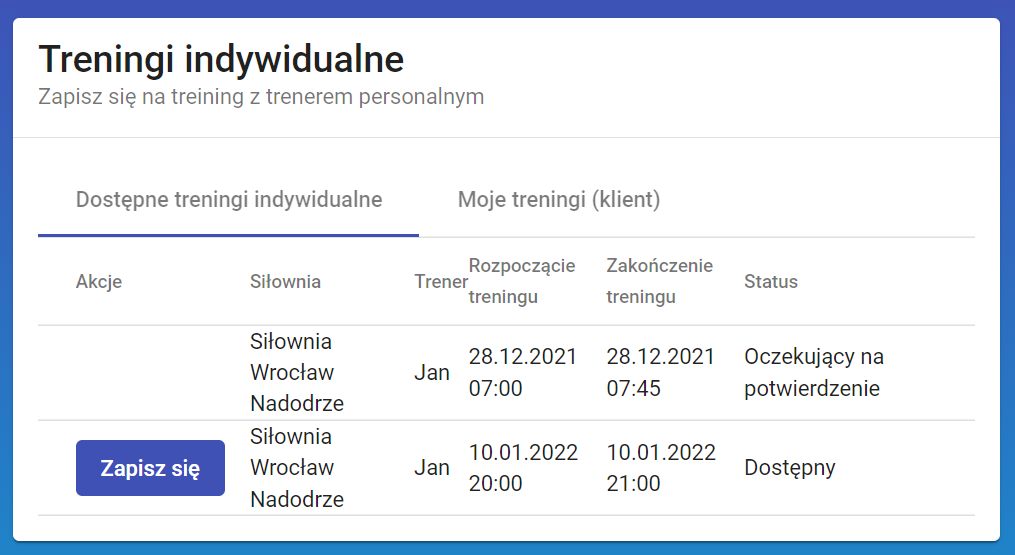 Treningi indywidualne
Zapisz się na treining z trenerem personalnym
Dostępne treningi indywidualne
Moje treningi (klient)
Akcje
Siłownia
Trener
Rozpoczącie
treningu
Zakończenie
treningu
Status
Siłownia
Wrocław
Nadodrze
Jan
28.12.2021
07:00
28.12.2021
07:45
Oczekujący na
potwierdzenie
Zapisz się
Siłownia
Wrocław
Nadodrze
Jan
10.01.2022
20:00
10.01.2022
21:00
Dostępny